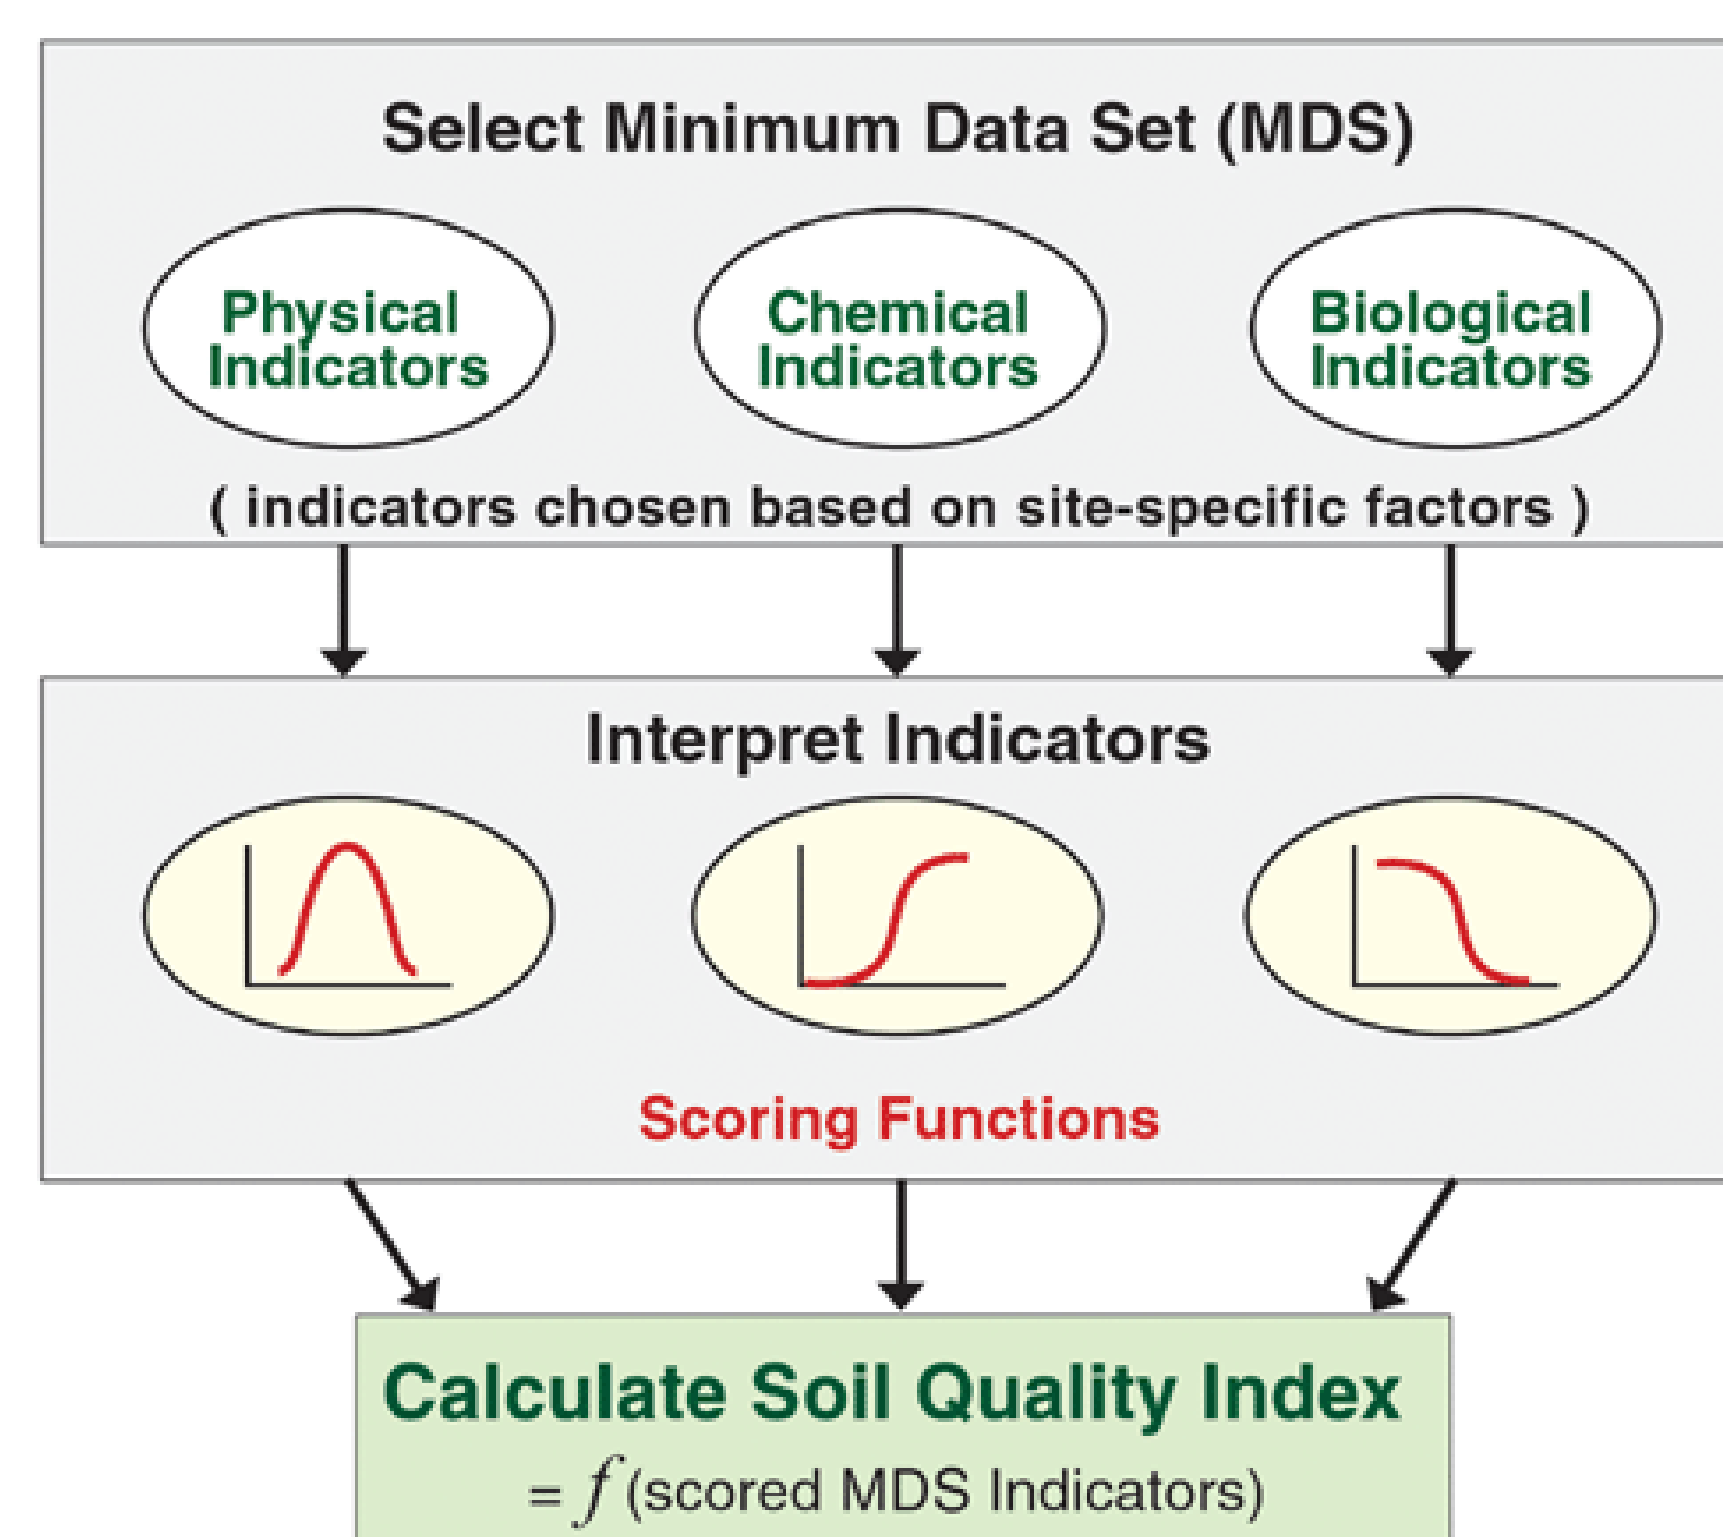 Select Minimum Data Set (MDS)
Physical
Indicators
Chemical
Indicators
Biological
Indicators
( indicators chosen based on site-specific factors )
Interpret Indicators
Scoring Functions
Calculate Soil Quality Index
= f (scored MDS Indicators)